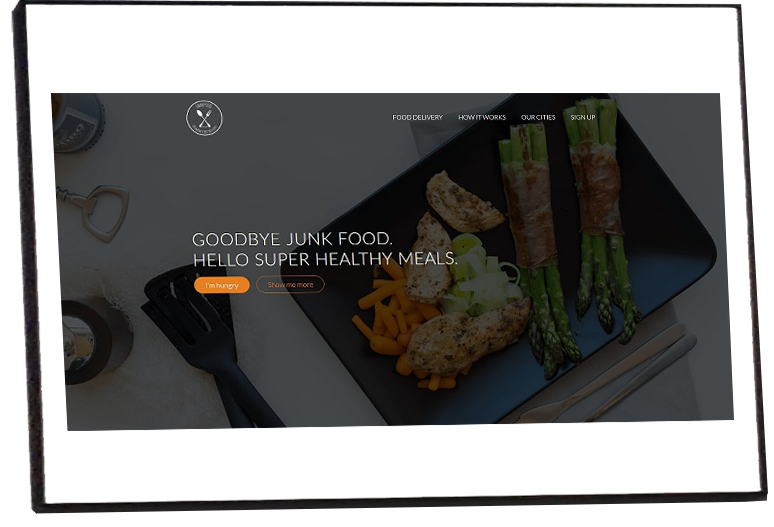 FOOD DELIVERY HOW IT WORKS OUR CITIES SIGN UP
GOODBYE JUNK FOOD.
HELLO SUPER HEALTHY MEALS.
I'm hungry Show me more